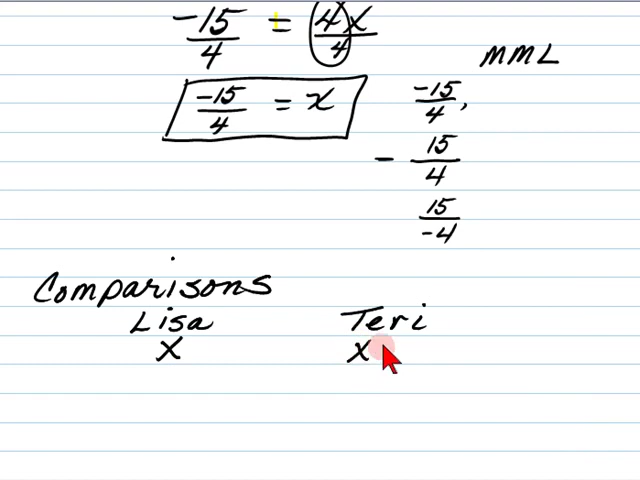 -15/4 = 4x/4
MML
-15/4 = x
-15/4,
- 15/4
15/-4
Comparisons
Lisa Teri
X X